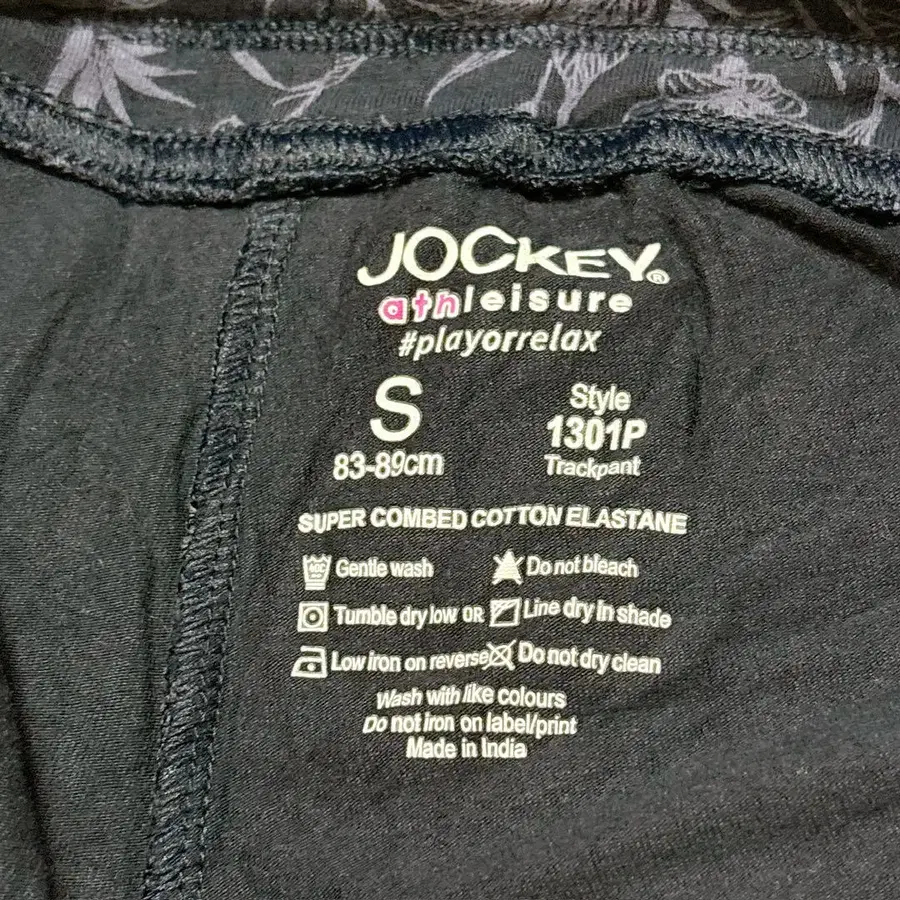 JOCKEY®
athleisure
#playorrelax
S
83-89cm
Style
1301P
Trackpant
SUPER COMBED COTTON ELASTANE
Gentle wash
Do not bleach
Tumble dry low OR Line dry in shade
Low iron on reverse
Do not dry clean
Wash with like colours
Do not iron on label/print
Made in India